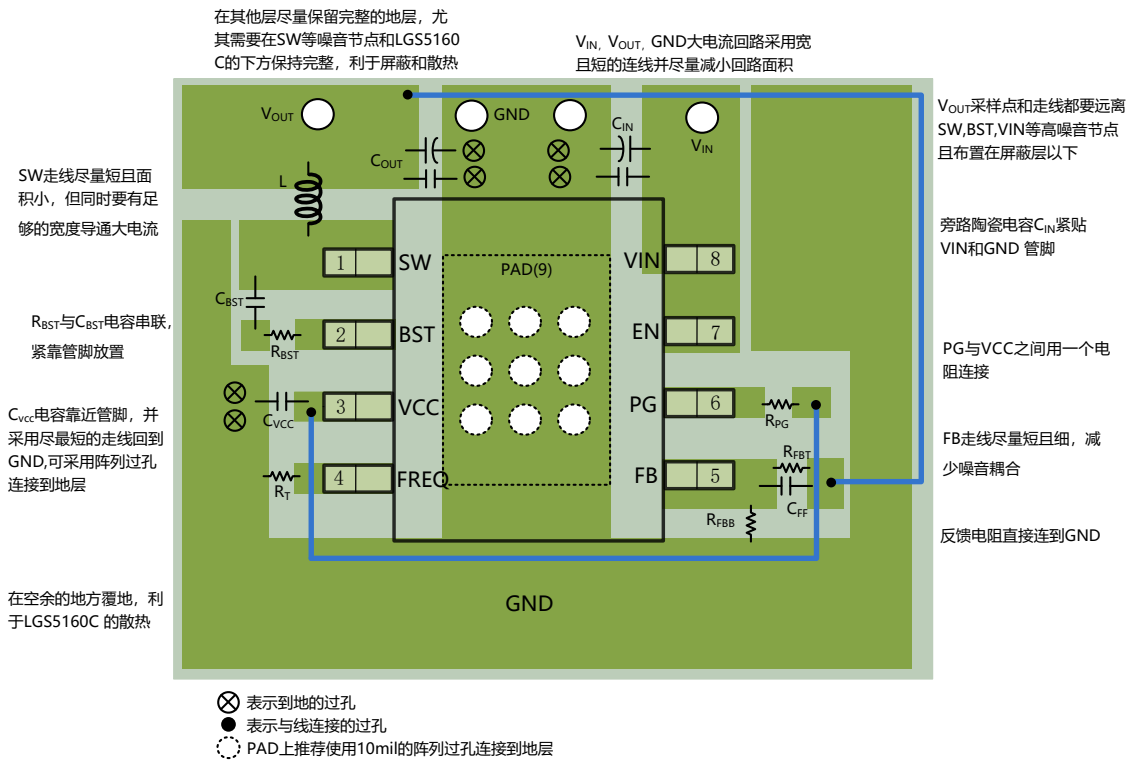 在其他层尽量保留完整的地层，尤
其需要在SW等噪音节点和LGS5160
C的下方保持完整，利于屏蔽和散热
VIN, VOUT, GND大电流回路采用宽
且短的连线并尽量减小回路面积
VOUT采样点和走线都要远离
SW,BST,VIN等高噪音节点
且布置在屏蔽层以下
SW走线尽量短且面
积小，但同时要有足
够的宽度导通大电流
旁路陶瓷电容CIN紧贴
VIN和GND 管脚
RBST与CBST电容串联，
紧靠管脚放置
PG与VCC之间用一个电
阻连接
Cvcc电容靠近管脚，并
采用尽量短的走线回到
GND,可采用阵列过孔
连接到地层
FB走线尽量短且细，减
少噪音耦合
反馈电阻直接连到GND
在空余的地方覆地，利
于LGS5160C 的散热
VOUT
GND
CIN
VIN
COUT
L
1
SW
PAD(9)
VIN
8
CBST
2
BST
EN
7
RBST
3
VCC
PG
6
CVCC
RPG
4
FREQ
FB
5
RT
RFBT
CFF
RFBB
GND
表示到地的过孔
表示与线连接的过孔
PAD上推荐使用10mil的阵列过孔连接到地层